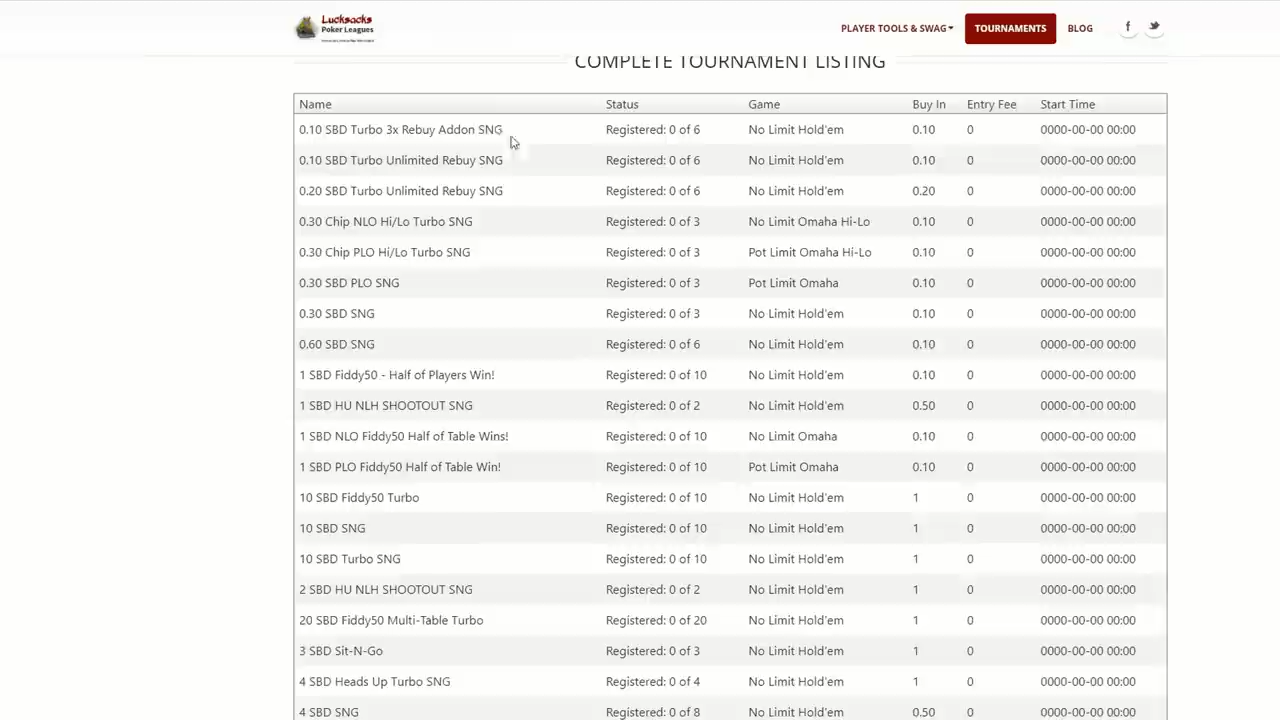 Lucksacks
Poker Leagues
PLAYER TOOLS & SWAG
TOURNAMENTS
BLOG
COMPLETE TOURNAMENT LISTING
Name Status Game Buy In Entry Fee Start Time
0.10 SBD Turbo 3x Rebuy Addon SNG Registered: 0 of 6 No Limit Hold'em 0.10 0 0000-00-00 00:00
0.10 SBD Turbo Unlimited Rebuy SNG Registered: 0 of 6 No Limit Hold'em 0.10 0 0000-00-00 00:00
0.20 SBD Turbo Unlimited Rebuy SNG Registered: 0 of 6 No Limit Hold'em 0.20 0 0000-00-00 00:00
0.30 Chip NLO Hi/Lo Turbo SNG Registered: 0 of 3 No Limit Omaha Hi-Lo 0.10 0 0000-00-00 00:00
0.30 Chip PLO Hi/Lo Turbo SNG Registered: 0 of 3 Pot Limit Omaha Hi-Lo 0.10 0 0000-00-00 00:00
0.30 SBD PLO SNG Registered: 0 of 3 Pot Limit Omaha 0.10 0 0000-00-00 00:00
0.30 SBD SNG Registered: 0 of 3 No Limit Hold'em 0.10 0 0000-00-00 00:00
0.60 SBD SNG Registered: 0 of 6 No Limit Hold'em 0.10 0 0000-00-00 00:00
1 SBD Fiddy50 - Half of Players Win! Registered: 0 of 10 No Limit Hold'em 0.10 0 0000-00-00 00:00
1 SBD HU NLH SHOOTOUT SNG Registered: 0 of 2 No Limit Hold'em 0.50 0 0000-00-00 00:00
1 SBD NLO Fiddy50 Half of Table Wins! Registered: 0 of 10 No Limit Omaha 0.10 0 0000-00-00 00:00
1 SBD PLO Fiddy50 Half of Table Win! Registered: 0 of 10 Pot Limit Omaha 0.10 0 0000-00-00 00:00
10 SBD Fiddy50 Turbo Registered: 0 of 10 No Limit Hold'em 1 0 0000-00-00 00:00
10 SBD SNG Registered: 0 of 10 No Limit Hold'em 1 0 0000-00-00 00:00
10 SBD Turbo SNG Registered: 0 of 10 No Limit Hold'em 1 0 0000-00-00 00:00
2 SBD HU NLH SHOOTOUT SNG Registered: 0 of 2 No Limit Hold'em 1 0 0000-00-00 00:00
20 SBD Fiddy50 Multi-Table Turbo Registered: 0 of 20 No Limit Hold'em 1 0 0000-00-00 00:00
3 SBD Sit-N-Go Registered: 0 of 3 No Limit Hold'em 1 0 0000-00-00 00:00
4 SBD Heads Up Turbo SNG Registered: 0 of 4 No Limit Hold'em 1 0 0000-00-00 00:00
4 SBD SNG Registered: 0 of 8 No Limit Hold'em 0.50 0 0000-00-00 00:00